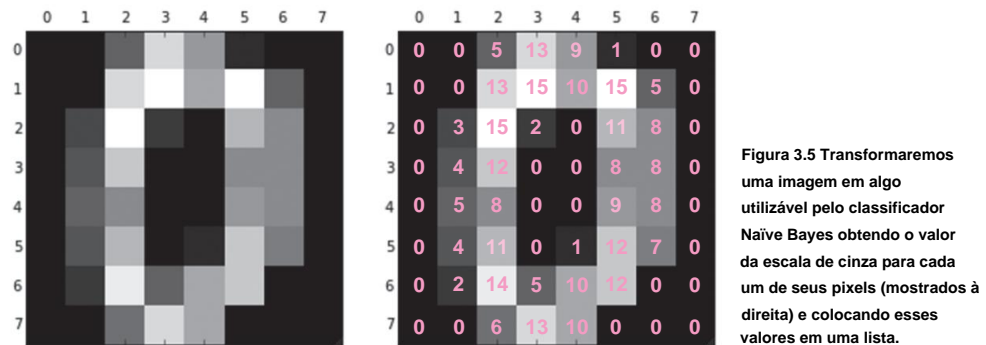 0 1 2 3 4 5 6 7
0
1
2
3
4
5
6
7
0 1 2 3 4 5 6 7
0 0 0 5 13 9 1 0 0
1 0 0 13 15 10 15 5 0
2 0 3 15 2 0 11 8 0
3 0 4 12 0 0 8 8 0
4 0 5 8 0 0 9 8 0
5 0 4 11 0 1 12 7 0
6 0 2 14 5 10 12 0 0
7 0 0 6 13 10 0 0 0
Figura 3.5 Transformaremos
uma imagem em algo
utilizável pelo classificador
Naïve Bayes obtendo o valor
da escala de cinza para cada
um de seus pixels (mostrados à
direita) e colocando esses
valores em uma lista.